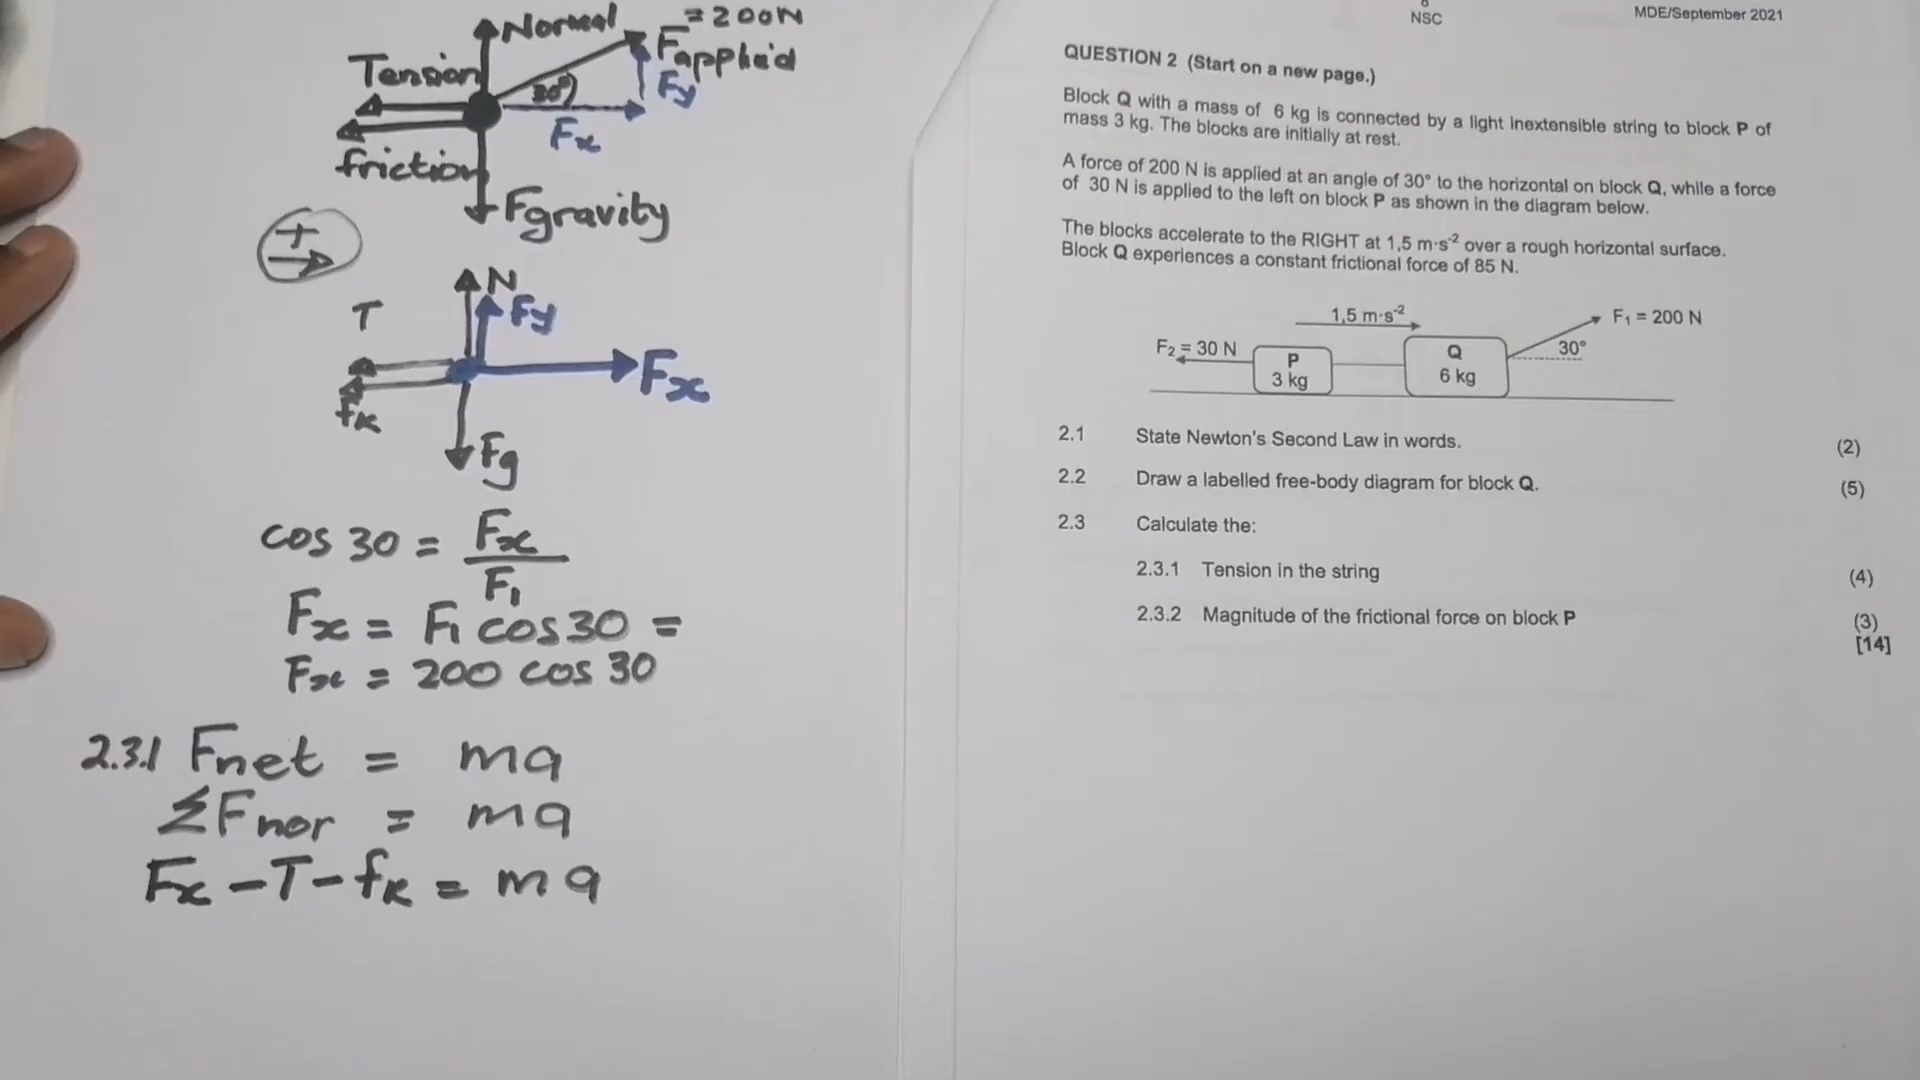 Normal
= 200N
Fapplied
Tension
30°
Fy
Fx
friction
Fgravity
+
N
Fy
T
Fx
fK
Fg
cos 30 = Fx / F1
Fx = F1 cos 30 =
Fx = 200 cos 30
2.3.1 Fnet = ma
ΣFhor = ma
Fx - T - fK = ma
8
NSC
MDE/September 2021
QUESTION 2 (Start on a new page.)
Block Q with a mass of 6 kg is connected by a light inextensible string to block P of
mass 3 kg. The blocks are initially at rest.
A force of 200 N is applied at an angle of 30° to the horizontal on block Q, while a force
of 30 N is applied to the left on block P as shown in the diagram below.
The blocks accelerate to the RIGHT at 1,5 m·s⁻² over a rough horizontal surface.
Block Q experiences a constant frictional force of 85 N.
1,5 m·s⁻²
F₁ = 200 N
F₂ = 30 N
P
3 kg
Q
6 kg
30°
2.1 State Newton's Second Law in words. (2)
2.2 Draw a labelled free-body diagram for block Q. (5)
2.3 Calculate the:
2.3.1 Tension in the string (4)
2.3.2 Magnitude of the frictional force on block P (3)
[14]